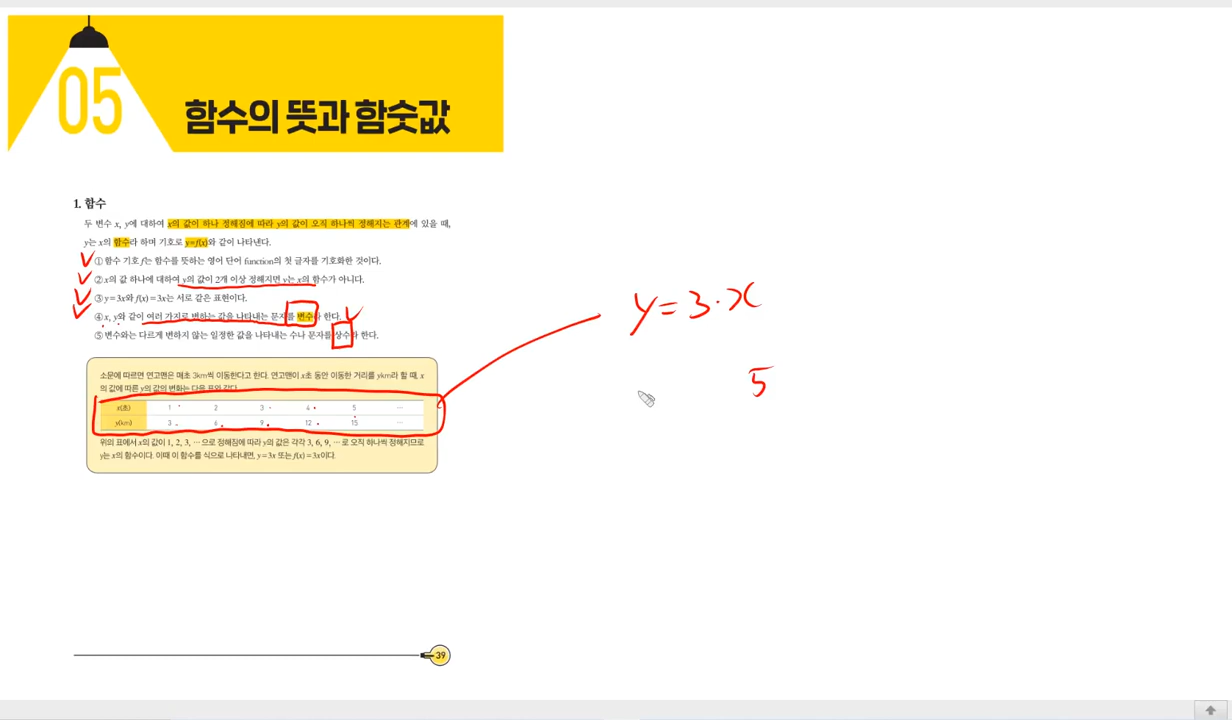 05
함수의 뜻과 함숫값
1. 함수
두 변수 x, y에 대하여 x의 값이 하나 정해짐에 따라 y의 값이 오직 하나씩 정해지는 관계에 있을 때,
y는 x의 함수라 하며 기호로 y=f(x)와 같이 나타낸다.
① 함수 기호 f는 함수를 뜻하는 영어 단어 function의 첫 글자를 기호화한 것이다.
② x의 값 하나에 대하여 y의 값이 2개 이상 정해지면 y는 x의 함수가 아니다.
③ y=3x와 f(x)=3x는 서로 같은 표현이다.
④ x, y와 같이 여러 가지로 변하는 값을 나타내는 문자를 변수라 한다.
⑤ 변수와는 다르게 변하지 않는 일정한 값을 나타내는 수나 문자를 상수라 한다.
소문에 따르면 연고맨은 매초 3km씩 이동한다고 한다. 연고맨이 x초 동안 이동한 거리를 ykm라 할 때, x
의 값에 따른 y의 값의 변화는 다음 표와 같다.
x(초) 1 2 3 4 5 ⋯
y(km) 3 6 9 12 15 ⋯
위의 표에서 x의 값이 1, 2, 3, ⋯으로 정해짐에 따라 y의 값은 각각 3, 6, 9, ⋯로 오직 하나씩 정해지므로
y는 x의 함수이다. 이때 이 함수를 식으로 나타내면, y=3x 또는 f(x)=3x이다.
y=3·x
5
39